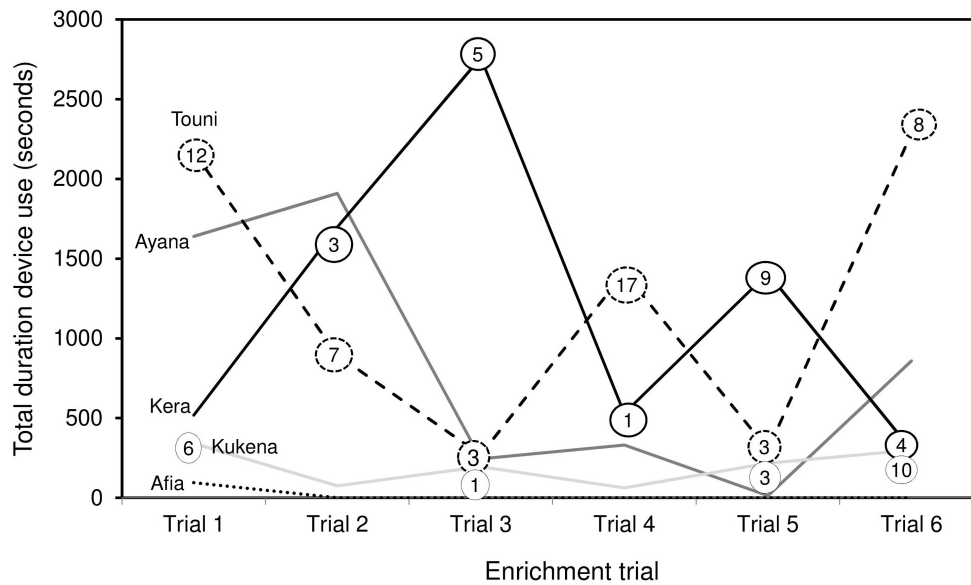 Total duration device use (seconds)
3000
2500
2000
1500
1000
500
0
Touni
Ayana
Kera
Kukena
Afia
12
7
3
17
3
8
3
5
1
9
4
6
1
3
10
Trial 1 Trial 2 Trial 3 Trial 4 Trial 5 Trial 6
Enrichment trial